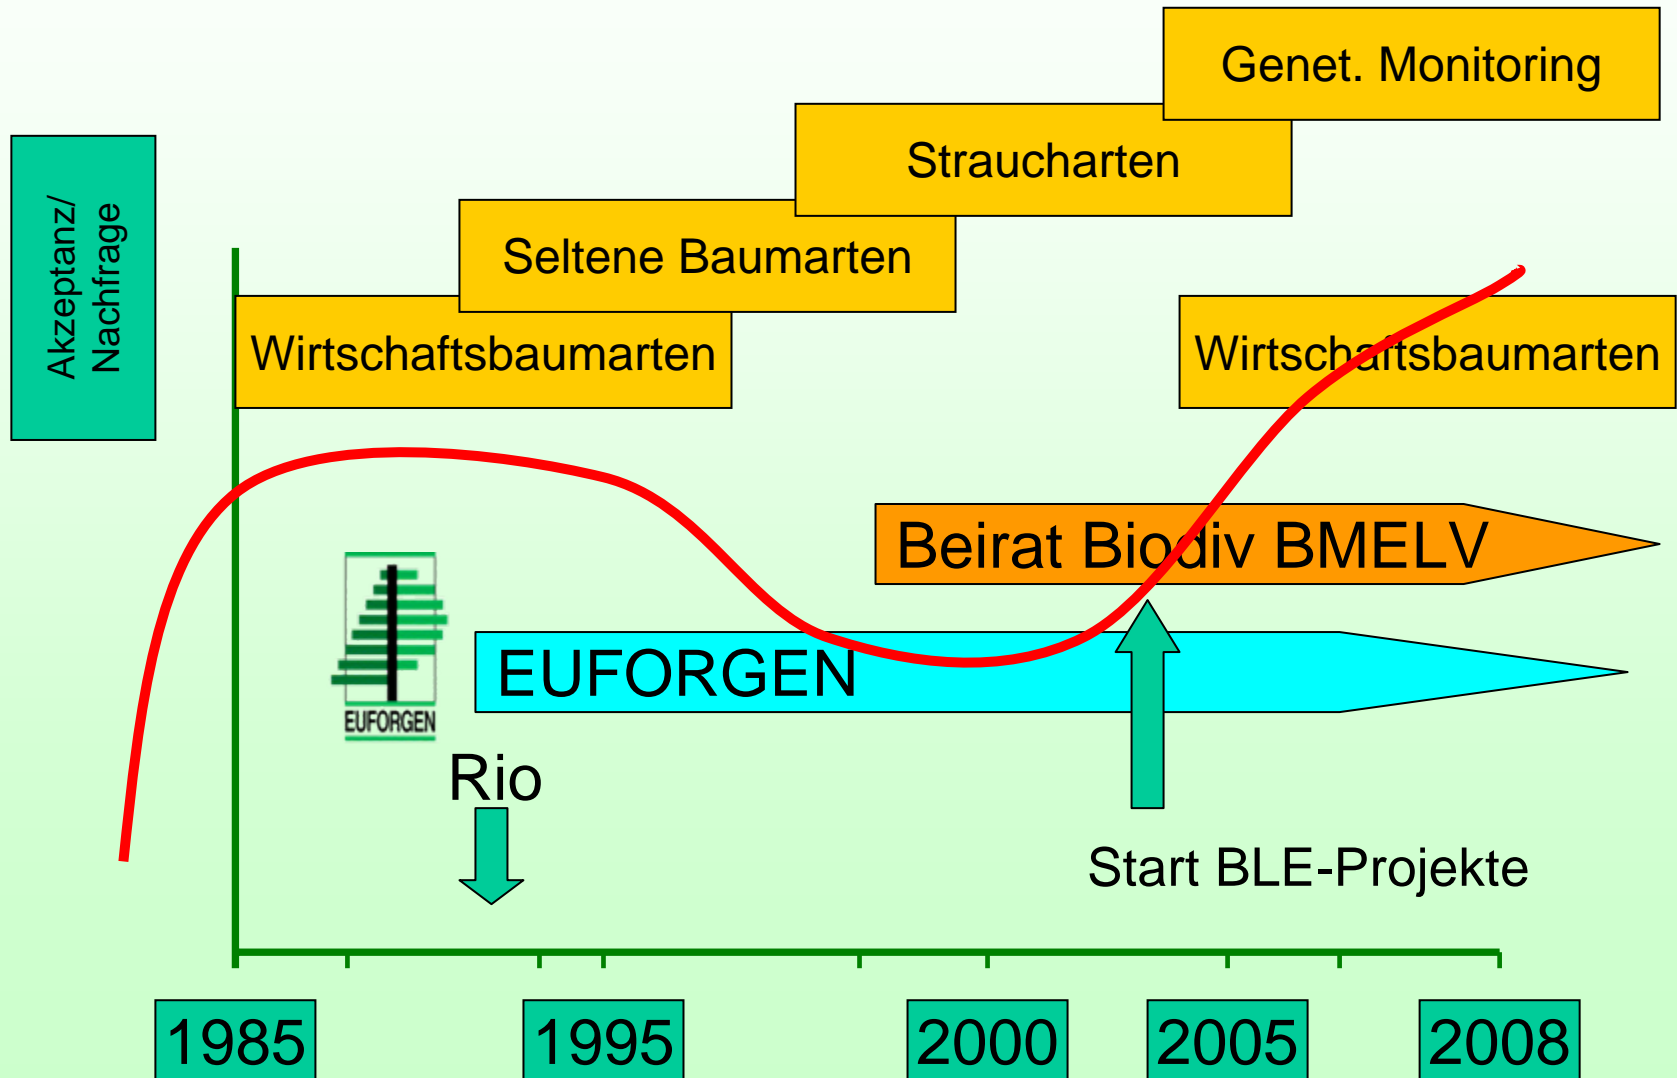 Genet. Monitoring
Straucharten
Seltene Baumarten
Wirtschaftsbaumarten
Wirtschaftsbaumarten
Akzeptanz/
Nachfrage
Beirat Biodiv BMELV
EUFORGEN
EUFORGEN
Rio
Start BLE-Projekte
1985
1995
2000
2005
2008